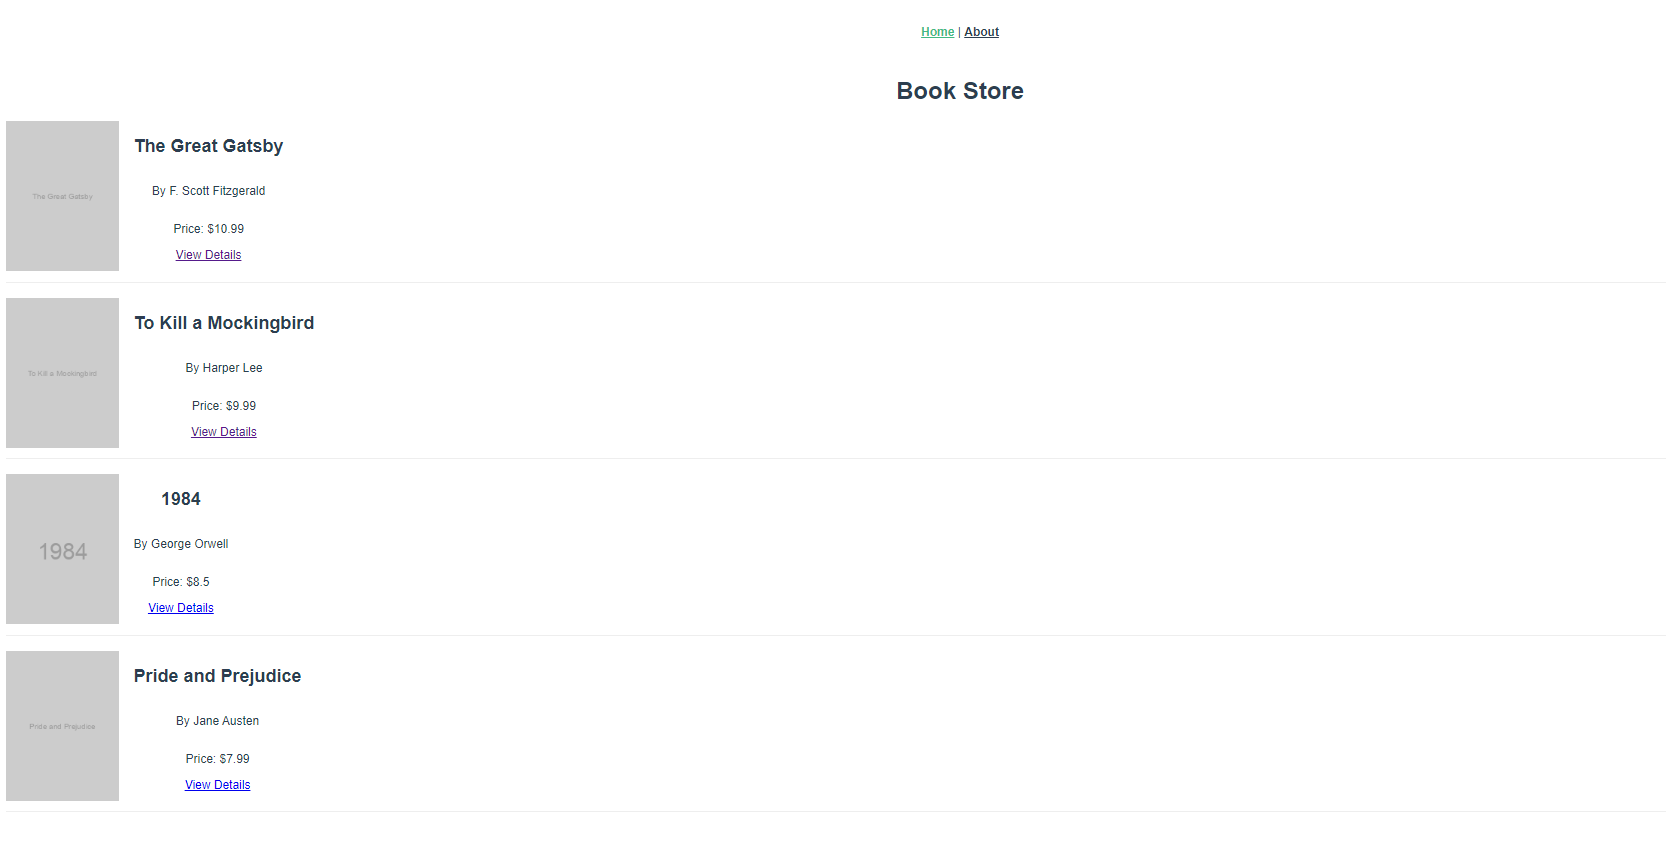 Home | About
Book Store
The Great Gatsby
The Great Gatsby
By F. Scott Fitzgerald
Price: $10.99
View Details
To Kill a Mockingbird
To Kill a Mockingbird
By Harper Lee
Price: $9.99
View Details
1984
1984
By George Orwell
Price: $8.5
View Details
Pride and Prejudice
Pride and Prejudice
By Jane Austen
Price: $7.99
View Details